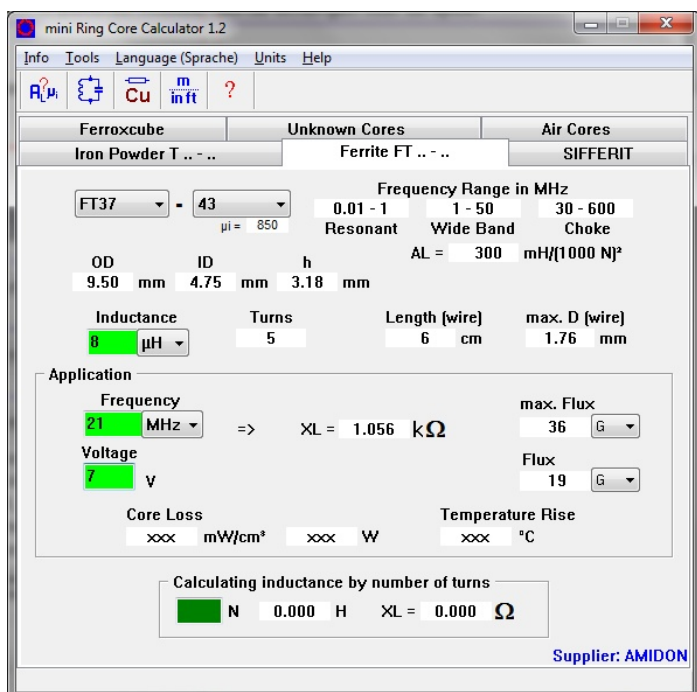 mini Ring Core Calculator 1.2
Info Tools Language (Sprache) Units Help
ALµi ? Cu m in ft ?
Ferroxcube Unknown Cores Air Cores
Iron Powder T .. - .. Ferrite FT .. - .. SIFFERIT
Frequency Range in MHz
FT37 - 43 0.01 - 1 1 - 50 30 - 600
µi = 850 Resonant Wide Band Choke
AL = 300 mH/(1000 N)²
OD ID h
9.50 mm 4.75 mm 3.18 mm
Inductance Turns Length (wire) max. D (wire)
8 µH 5 6 cm 1.76 mm
Application
Frequency max. Flux
21 MHz => XL = 1.056 kΩ 36 G
Voltage Flux
7 V 19 G
Core Loss Temperature Rise
xxx mW/cm³ xxx W xxx °C
Calculating inductance by number of turns
N 0.000 H XL = 0.000 Ω
Supplier: AMIDON